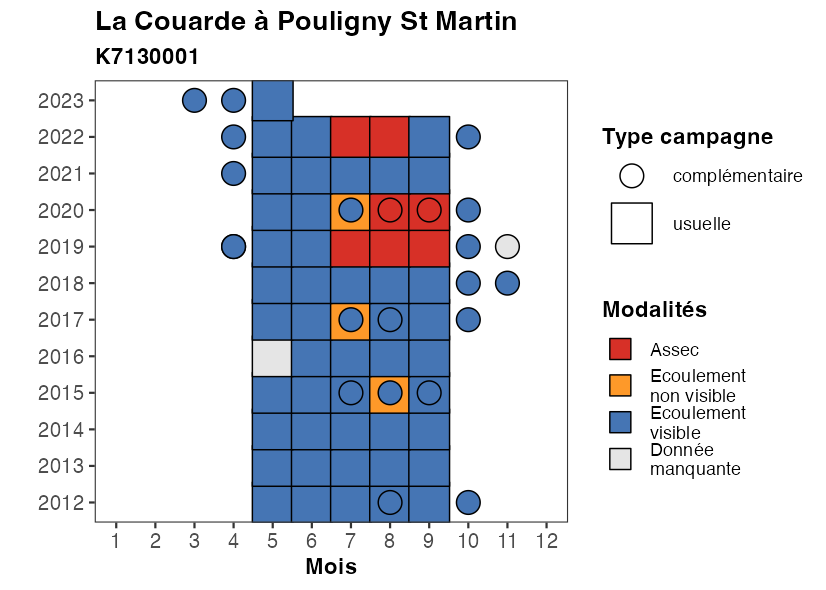 La Couarde à Pouligny St Martin
K7130001
2023
2022
2021
2020
2019
2018
2017
2016
2015
2014
2013
2012
1 2 3 4 5 6 7 8 9 10 11 12
Mois
Type campagne
complémentaire
usuelle
Modalités
Assec
Ecoulement
non visible
Ecoulement
visible
Donnée
manquante